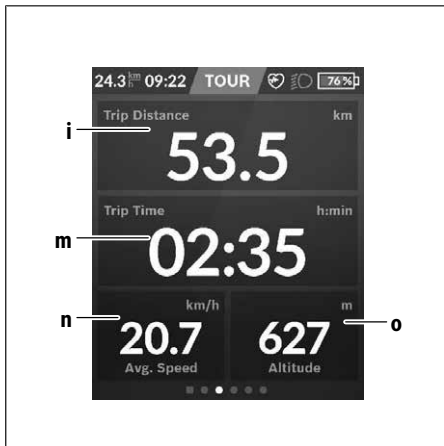 24.3 km/h 09:22 TOUR 76%
Trip Distance km
i
53.5
Trip Time h:min
m
02:35
km/h m
n o
20.7 627
Avg. Speed Altitude